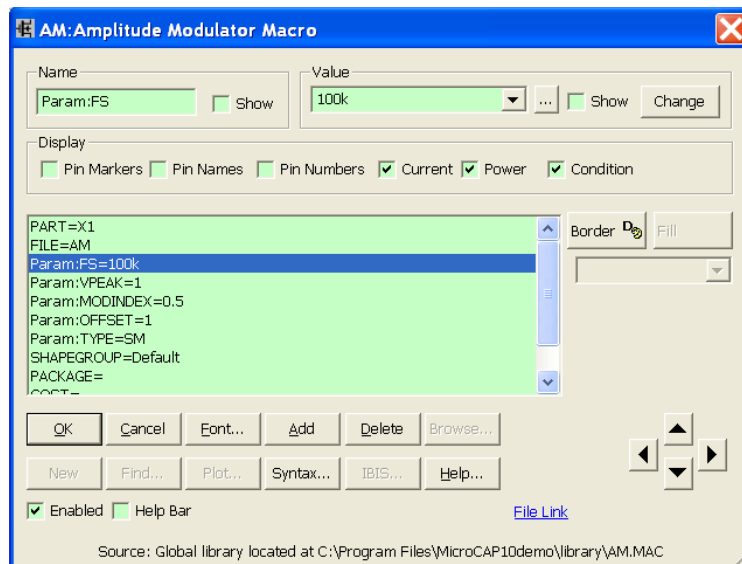 AM:Amplitude Modulator Macro
Name
Value
Param:FS Show 100k ... Show Change
Display
Pin Markers Pin Names Pin Numbers Current Power Condition
PART=X1
FILE=AM
Param:FS=100k
Param:VPEAK=1
Param:MODINDEX=0.5
Param:OFFSET=1
Param:TYPE=SM
SHAPEGROUP=Default
PACKAGE=
COST=
Border Fill
OK Cancel Font... Add Delete Browse...
New Find... Plot... Syntax... IBIS... Help...
Enabled Help Bar File Link
Source: Global library located at C:\Program Files\MicroCAP10demo\library\AM.MAC